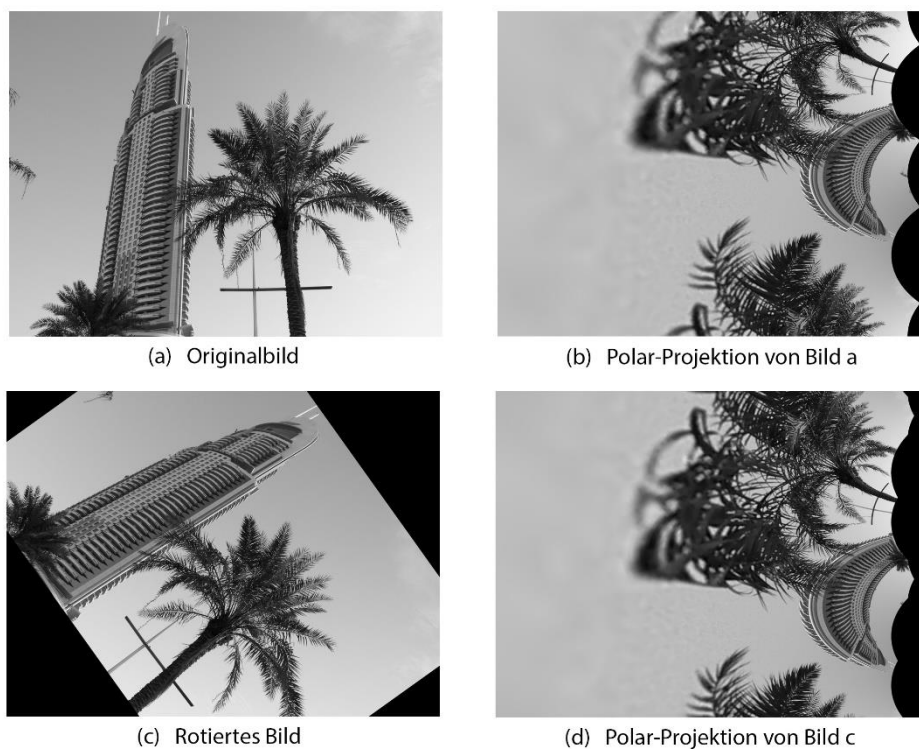 (a) Originalbild
(b) Polar-Projektion von Bild a
(c) Rotiertes Bild
(d) Polar-Projektion von Bild c